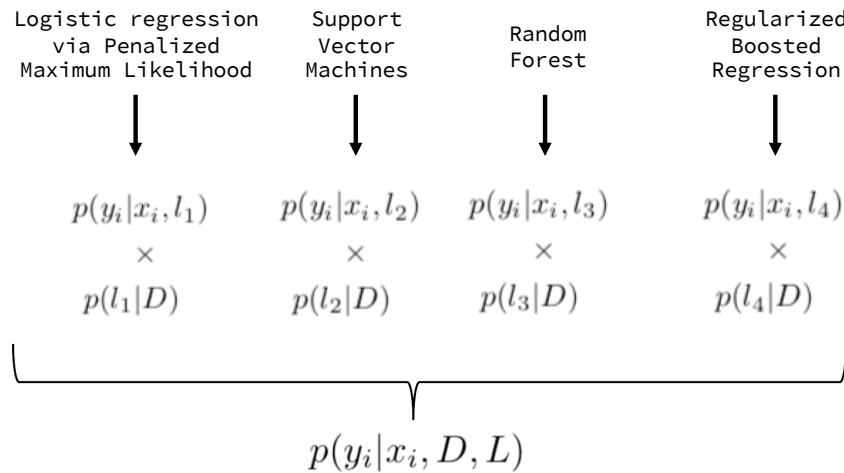 Logistic regression
via Penalized
Maximum Likelihood
Support
Vector
Machines
Random
Forest
Regularized
Boosted
Regression
p(y_i|x_i, l_1)
p(y_i|x_i, l_2)
p(y_i|x_i, l_3)
p(y_i|x_i, l_4)
× × × ×
p(l_1|D)
p(l_2|D)
p(l_3|D)
p(l_4|D)
p(y_i|x_i, D, L)